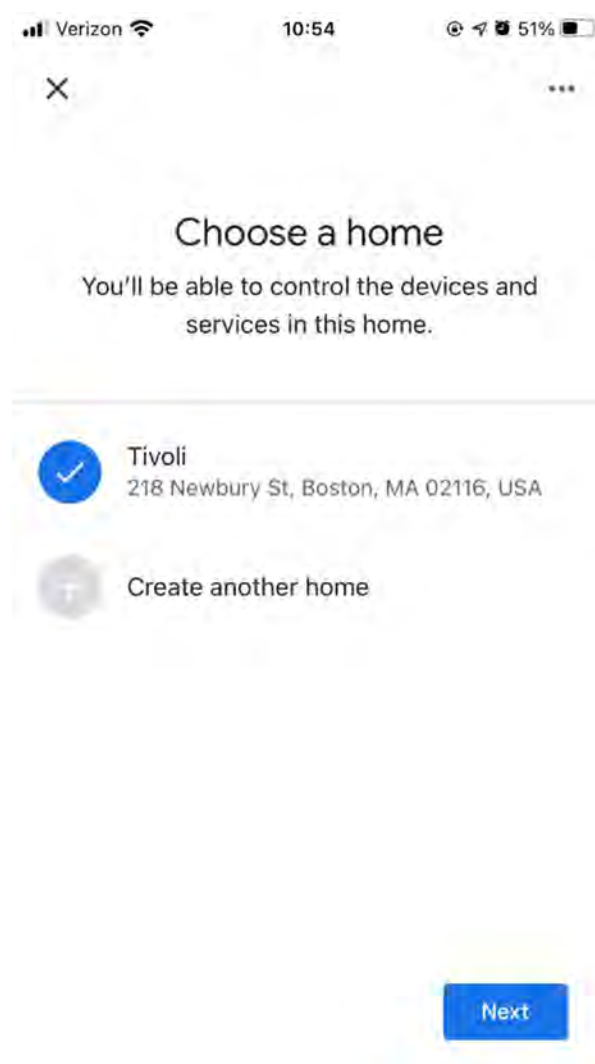 Verizon 10:54 51%
Choose a home
You'll be able to control the devices and
services in this home.
Tivoli
218 Newbury St, Boston, MA 02116, USA
Create another home
Next